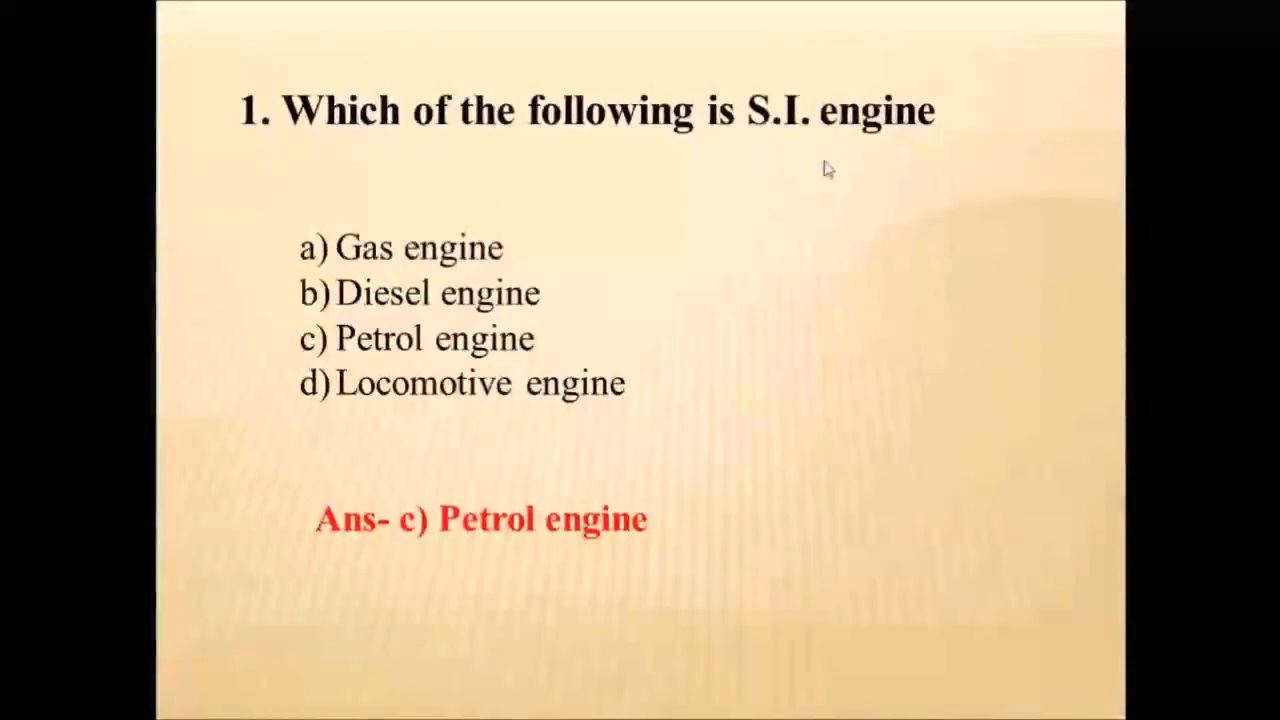 1. Which of the following is S.I. engine
a) Gas engine
b) Diesel engine
c) Petrol engine
d) Locomotive engine
Ans- c) Petrol engine